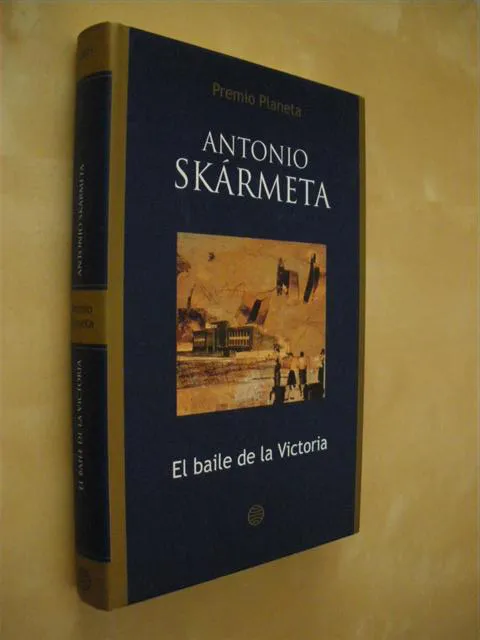 Premio Planeta
ANTONIO
SKÁRMETA
El baile de la Victoria
ANTONIO SKÁRMETA
EL BAILE DE LA VICTORIA